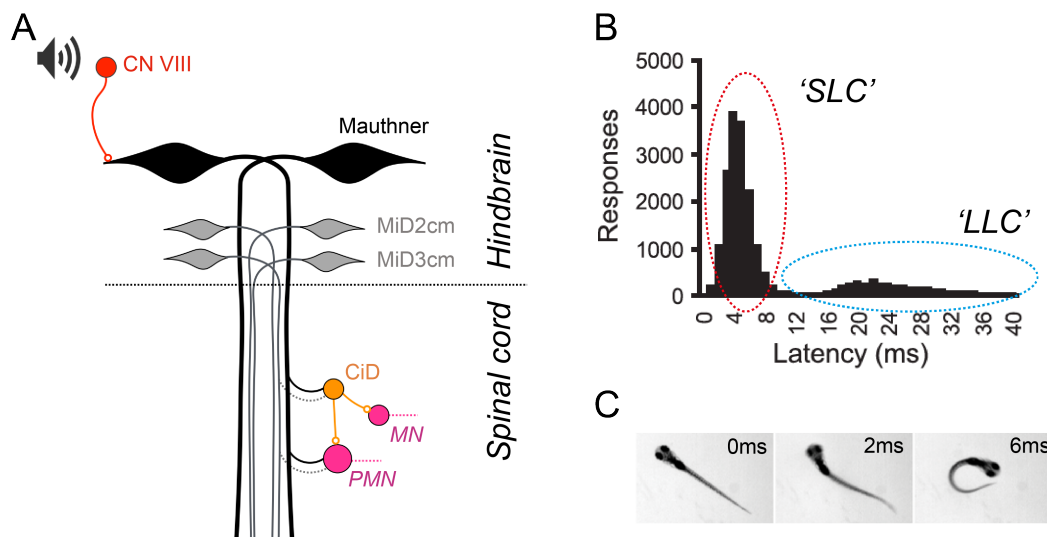 A
CN VIII
Mauthner
MiD2cm
MiD3cm
Hindbrain
Spinal cord
CiD
MN
PMN
B
5000
4000
3000
2000
1000
0
Responses
'SLC'
'LLC'
0 4 8 12 16 20 24 28 32 36 40
Latency (ms)
C
0ms 2ms 6ms